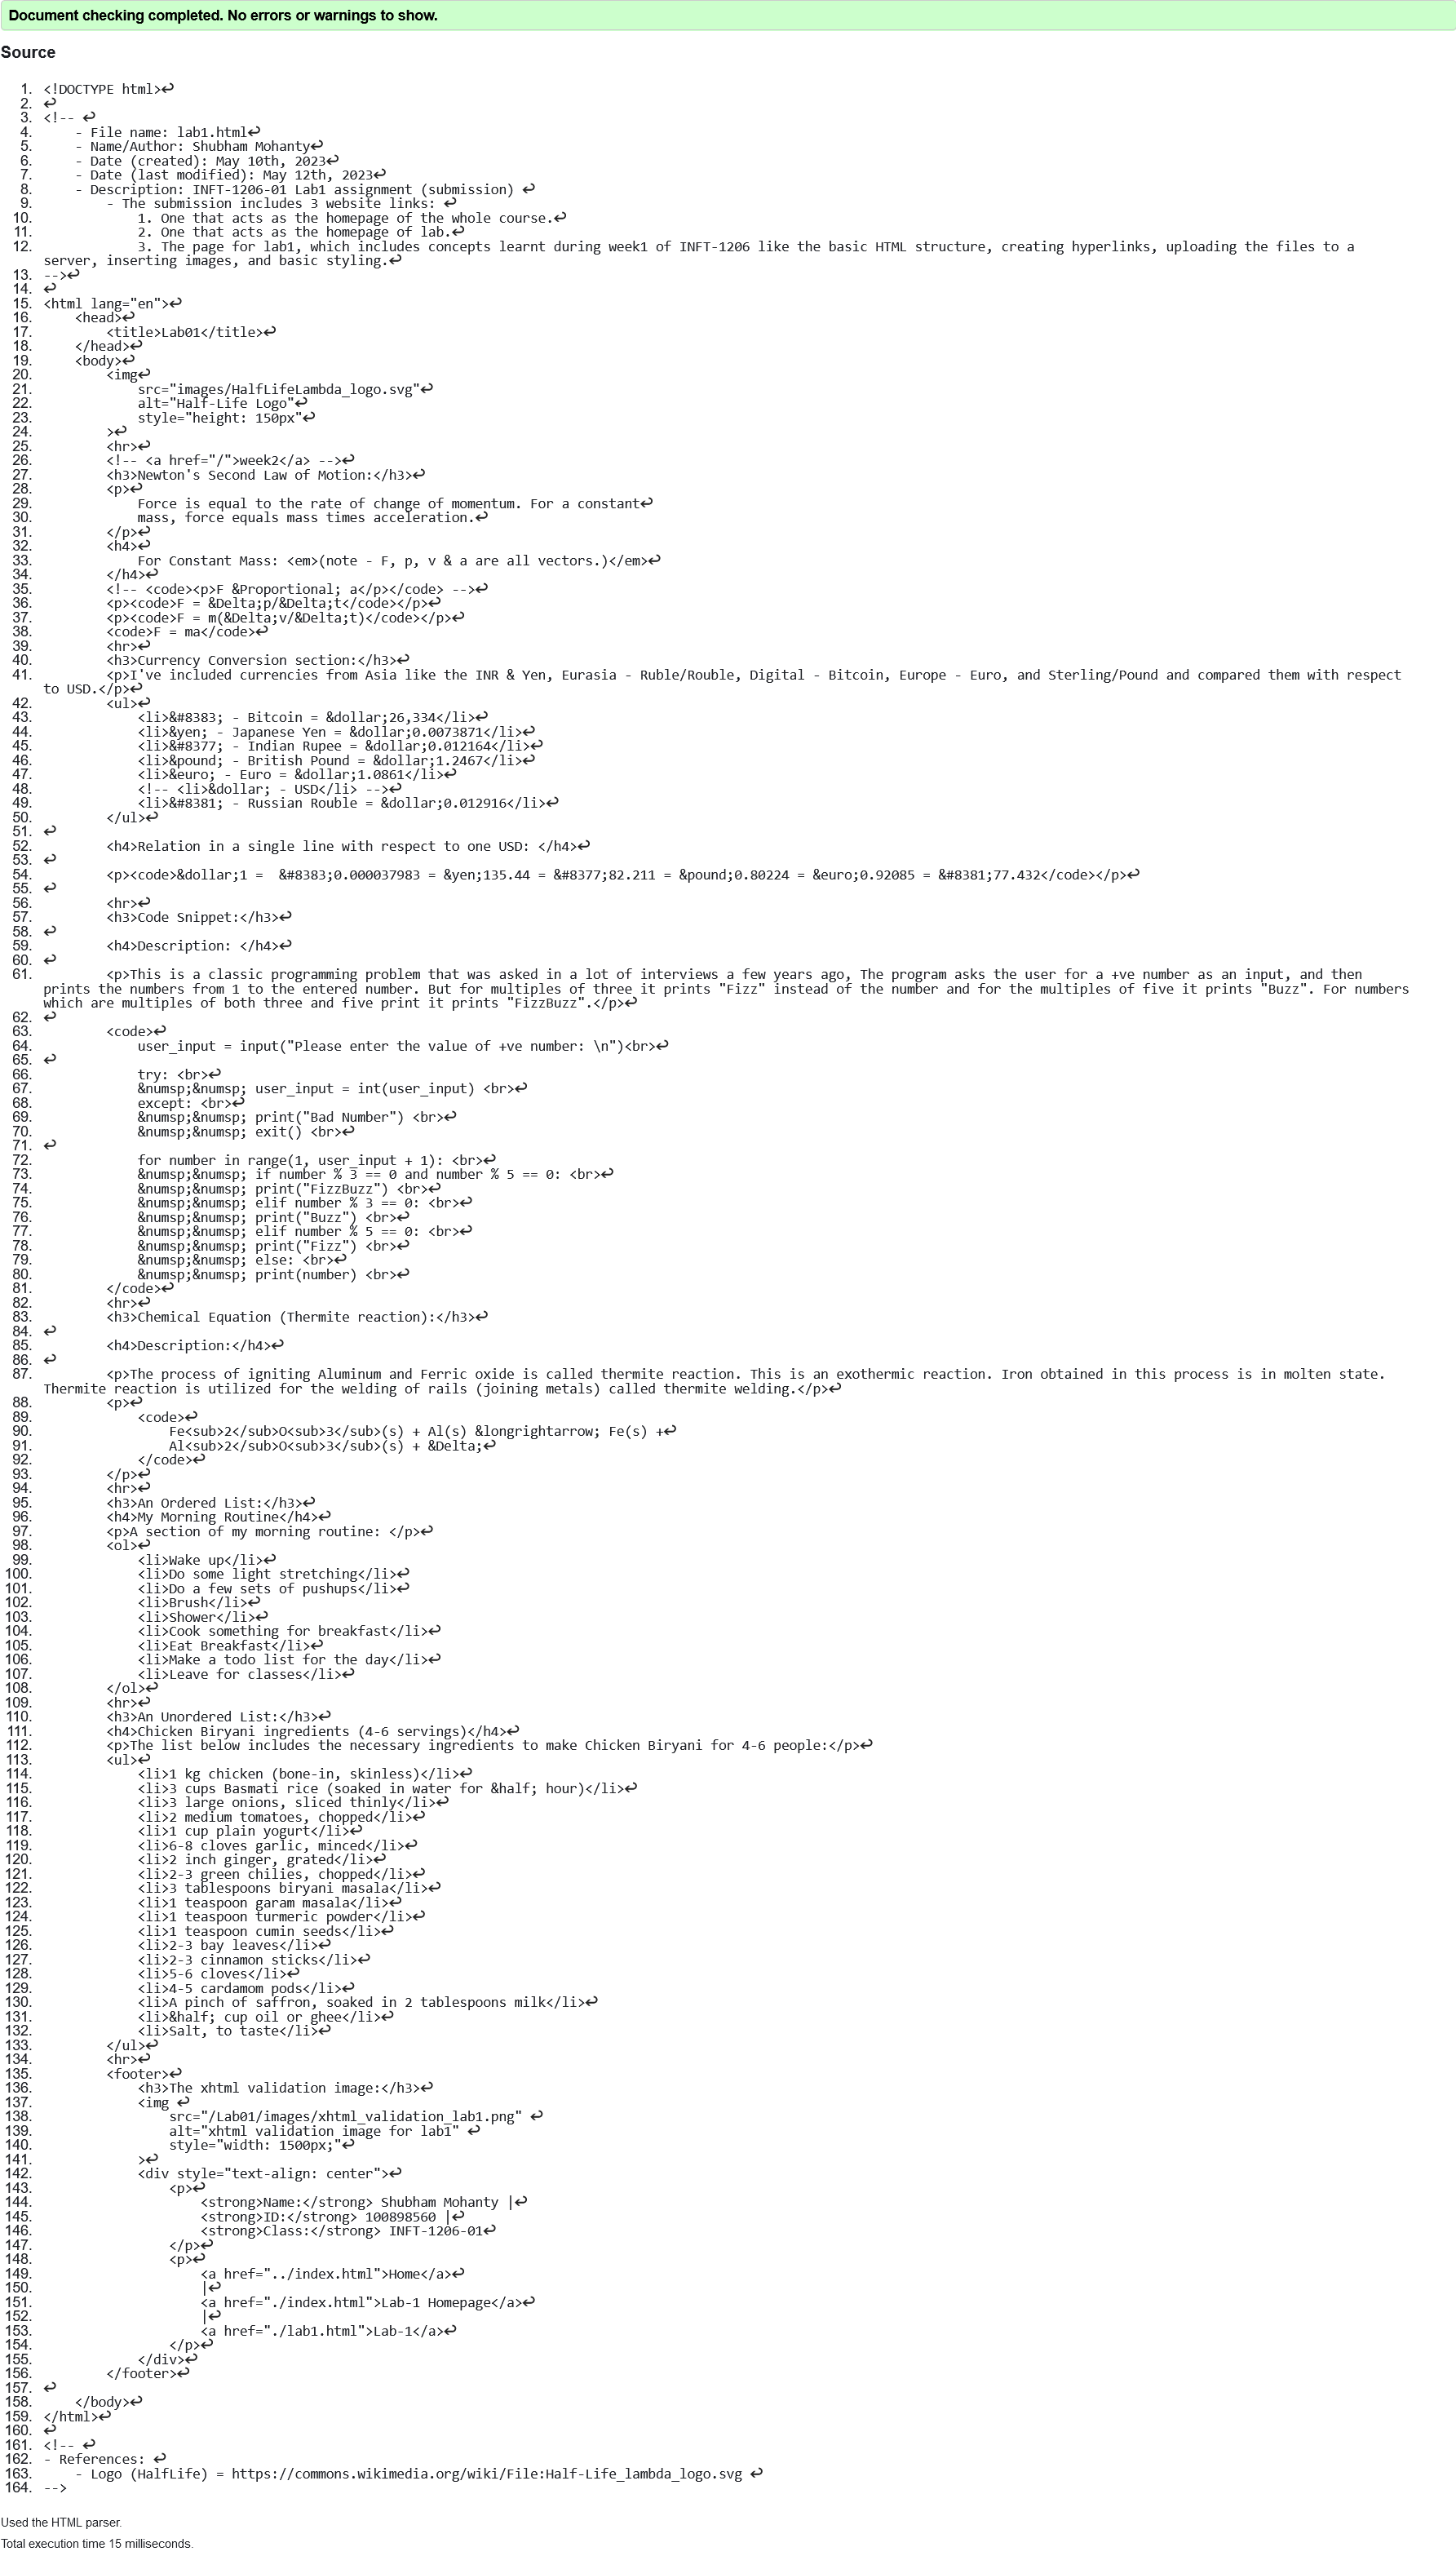 Document checking completed. No errors or warnings to show.
Source
1. <!DOCTYPE html>↩
2. ↩
3. <!-- ↩
4.     - File name: lab1.html↩
5.     - Name/Author: Shubham Mohanty↩
6.     - Date (created): May 10th, 2023↩
7.     - Date (last modified): May 12th, 2023↩
8.     - Description: INFT-1206-01 Lab1 assignment (submission) ↩
9.         - The submission includes 3 website links: ↩
10.             1. One that acts as the homepage of the whole course.↩
11.             2. One that acts as the homepage of lab.↩
12.             3. The page for lab1, which includes concepts learnt during week1 of INFT-1206 like the basic HTML structure, creating hyperlinks, uploading the files to a
server, inserting images, and basic styling.↩
13. -->↩
14. ↩
15. <html lang="en">↩
16.     <head>↩
17.         <title>Lab01</title>↩
18.     </head>↩
19.     <body>↩
20.         <img↩
21.             src="images/HalfLifeLambda_logo.svg"↩
22.             alt="Half-Life Logo"↩
23.             style="height: 150px"↩
24.         >↩
25.         <hr>↩
26.         <!-- <a href="/">week2</a> -->↩
27.         <h3>Newton's Second Law of Motion:</h3>↩
28.         <p>↩
29.             Force is equal to the rate of change of momentum. For a constant↩
30.             mass, force equals mass times acceleration.↩
31.         </p>↩
32.         <h4>↩
33.             For Constant Mass: <em>(note - F, p, v & a are all vectors.)</em>↩
34.         </h4>↩
35.         <!-- <code><p>F &Proportional; a</p></code> -->↩
36.         <p><code>F = &Delta;p/&Delta;t</code></p>↩
37.         <p><code>F = m(&Delta;v/&Delta;t)</code></p>↩
38.         <code>F = ma</code>↩
39.         <hr>↩
40.         <h3>Currency Conversion section:</h3>↩
41.         <p>I've included currencies from Asia like the INR & Yen, Eurasia - Ruble/Rouble, Digital - Bitcoin, Europe - Euro, and Sterling/Pound and compared them with respect
to USD.</p>↩
42.         <ul>↩
43.             <li>&#8383; - Bitcoin = &dollar;26,334</li>↩
44.             <li>&yen; - Japanese Yen = &dollar;0.0073871</li>↩
45.             <li>&#8377; - Indian Rupee = &dollar;0.012164</li>↩
46.             <li>&pound; - British Pound = &dollar;1.2467</li>↩
47.             <li>&euro; - Euro = &dollar;1.0861</li>↩
48.             <!-- <li>&dollar; - USD</li> -->↩
49.             <li>&#8381; - Russian Rouble = &dollar;0.012916</li>↩
50.         </ul>↩
51. ↩
52.         <h4>Relation in a single line with respect to one USD: </h4>↩
53. ↩
54.         <p><code>&dollar;1 =  &#8383;0.000037983 = &yen;135.44 = &#8377;82.211 = &pound;0.80224 = &euro;0.92085 = &#8381;77.432</code></p>↩
55. ↩
56.         <hr>↩
57.         <h3>Code Snippet:</h3>↩
58. ↩
59.         <h4>Description: </h4>↩
60. ↩
61.         <p>This is a classic programming problem that was asked in a lot of interviews a few years ago, The program asks the user for a +ve number as an input, and then
prints the numbers from 1 to the entered number. But for multiples of three it prints "Fizz" instead of the number and for the multiples of five it prints "Buzz". For numbers
which are multiples of both three and five print it prints "FizzBuzz".</p>↩
62. ↩
63.         <code>↩
64.             user_input = input("Please enter the value of +ve number: \n")<br>↩
65. ↩
66.             try: <br>↩
67.             &numsp;&numsp; user_input = int(user_input) <br>↩
68.             except: <br>↩
69.             &numsp;&numsp; print("Bad Number") <br>↩
70.             &numsp;&numsp; exit() <br>↩
71. ↩
72.             for number in range(1, user_input + 1): <br>↩
73.             &numsp;&numsp; if number % 3 == 0 and number % 5 == 0: <br>↩
74.             &numsp;&numsp; print("FizzBuzz") <br>↩
75.             &numsp;&numsp; elif number % 3 == 0: <br>↩
76.             &numsp;&numsp; print("Buzz") <br>↩
77.             &numsp;&numsp; elif number % 5 == 0: <br>↩
78.             &numsp;&numsp; print("Fizz") <br>↩
79.             &numsp;&numsp; else: <br>↩
80.             &numsp;&numsp; print(number) <br>↩
81.         </code>↩
82.         <hr>↩
83.         <h3>Chemical Equation (Thermite reaction):</h3>↩
84. ↩
85.         <h4>Description:</h4>↩
86. ↩
87.         <p>The process of igniting Aluminum and Ferric oxide is called thermite reaction. This is an exothermic reaction. Iron obtained in this process is in molten state.
Thermite reaction is utilized for the welding of rails (joining metals) called thermite welding.</p>↩
88.         <p>↩
89.             <code>↩
90.                 Fe<sub>2</sub>O<sub>3</sub>(s) + Al(s) &longrightarrow; Fe(s) +↩
91.                 Al<sub>2</sub>O<sub>3</sub>(s) + &Delta;↩
92.             </code>↩
93.         </p>↩
94.         <hr>↩
95.         <h3>An Ordered List:</h3>↩
96.         <h4>My Morning Routine</h4>↩
97.         <p>A section of my morning routine: </p>↩
98.         <ol>↩
99.             <li>Wake up</li>↩
100.             <li>Do some light stretching</li>↩
101.             <li>Do a few sets of pushups</li>↩
102.             <li>Brush</li>↩
103.             <li>Shower</li>↩
104.             <li>Cook something for breakfast</li>↩
105.             <li>Eat Breakfast</li>↩
106.             <li>Make a todo list for the day</li>↩
107.             <li>Leave for classes</li>↩
108.         </ol>↩
109.         <hr>↩
110.         <h3>An Unordered List:</h3>↩
111.         <h4>Chicken Biryani ingredients (4-6 servings)</h4>↩
112.         <p>The list below includes the necessary ingredients to make Chicken Biryani for 4-6 people:</p>↩
113.         <ul>↩
114.             <li>1 kg chicken (bone-in, skinless)</li>↩
115.             <li>3 cups Basmati rice (soaked in water for &half; hour)</li>↩
116.             <li>3 large onions, sliced thinly</li>↩
117.             <li>2 medium tomatoes, chopped</li>↩
118.             <li>1 cup plain yogurt</li>↩
119.             <li>6-8 cloves garlic, minced</li>↩
120.             <li>2 inch ginger, grated</li>↩
121.             <li>2-3 green chilies, chopped</li>↩
122.             <li>3 tablespoons biryani masala</li>↩
123.             <li>1 teaspoon garam masala</li>↩
124.             <li>1 teaspoon turmeric powder</li>↩
125.             <li>1 teaspoon cumin seeds</li>↩
126.             <li>2-3 bay leaves</li>↩
127.             <li>2-3 cinnamon sticks</li>↩
128.             <li>5-6 cloves</li>↩
129.             <li>4-5 cardamom pods</li>↩
130.             <li>A pinch of saffron, soaked in 2 tablespoons milk</li>↩
131.             <li>&half; cup oil or ghee</li>↩
132.             <li>Salt, to taste</li>↩
133.         </ul>↩
134.         <hr>↩
135.         <footer>↩
136.             <h3>The xhtml validation image:</h3>↩
137.             <img ↩
138.                 src="/Lab01/images/xhtml_validation_lab1.png" ↩
139.                 alt="xhtml validation image for lab1" ↩
140.                 style="width: 1500px;"↩
141.             >↩
142.             <div style="text-align: center">↩
143.                 <p>↩
144.                     <strong>Name:</strong> Shubham Mohanty |↩
145.                     <strong>ID:</strong> 100898560 |↩
146.                     <strong>Class:</strong> INFT-1206-01↩
147.                 </p>↩
148.                 <p>↩
149.                     <a href="../index.html">Home</a>↩
150.                     |↩
151.                     <a href="./index.html">Lab-1 Homepage</a>↩
152.                     |↩
153.                     <a href="./lab1.html">Lab-1</a>↩
154.                 </p>↩
155.             </div>↩
156.         </footer>↩
157. ↩
158.     </body>↩
159. </html>↩
160. ↩
161. <!-- ↩
162. - References: ↩
163.     - Logo (HalfLife) = https://commons.wikimedia.org/wiki/File:Half-Life_lambda_logo.svg ↩
164. -->
Used the HTML parser.
Total execution time 15 milliseconds.